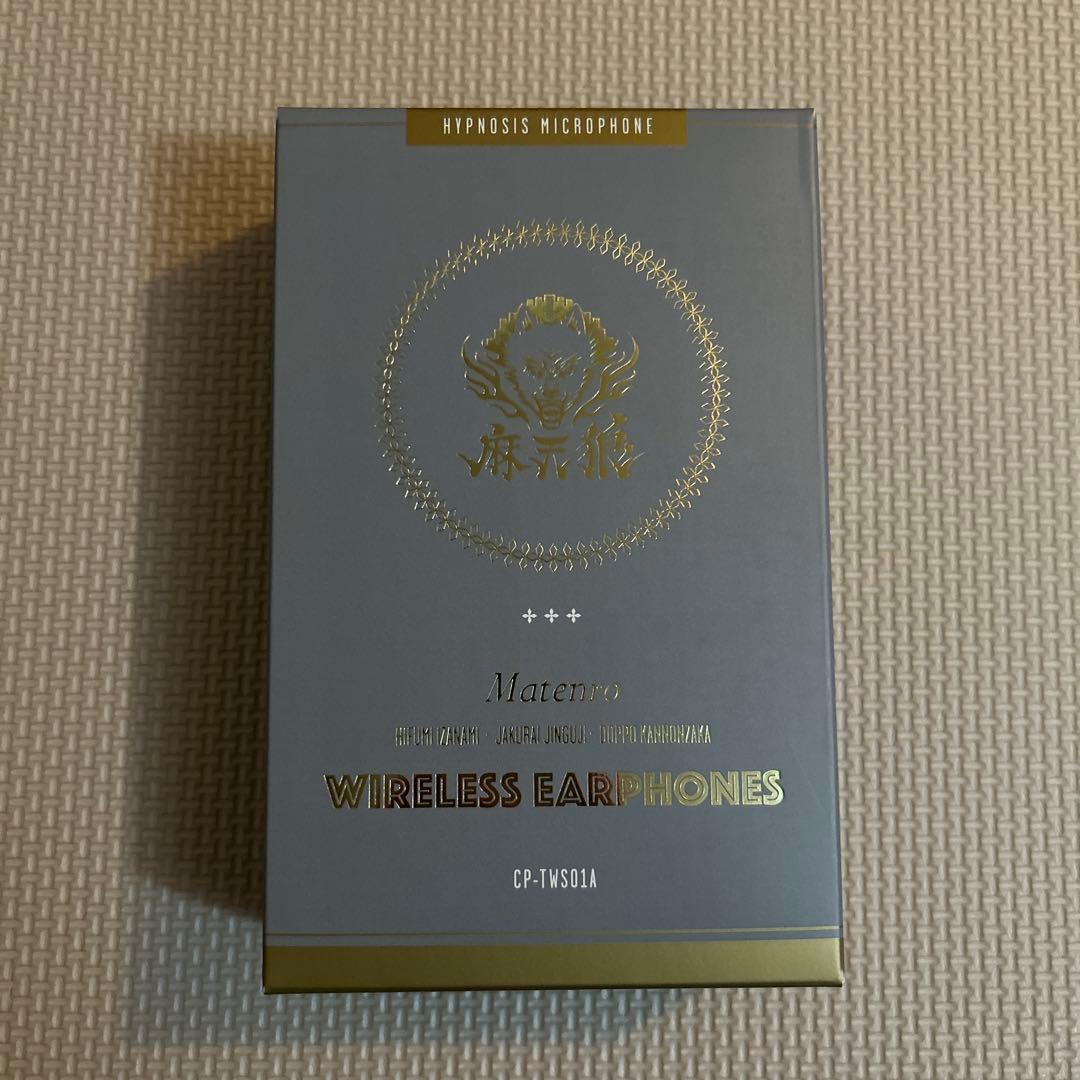 HYPNOSIS MICROPHONE
麻天狼
Matenro
HIFUMI IZANAMI · JAKURAI JINGUJI · DOPPO KANNONZAKA
WIRELESS EARPHONES
CP-TWS01A